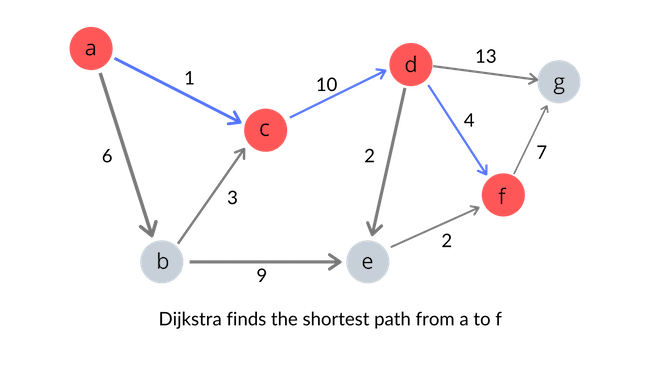 a
1
10
d
13
g
c
4
6
2
7
3
f
b
9
e
2
Dijkstra finds the shortest path from a to f